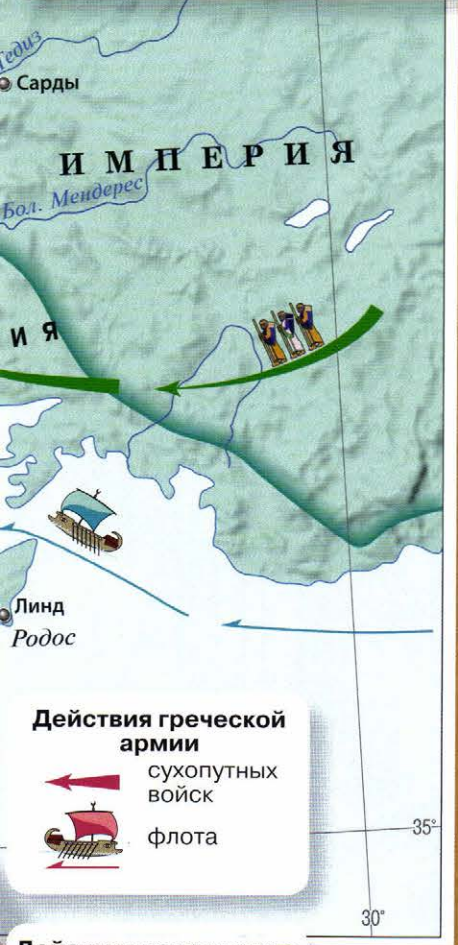 Гедиз
Сарды
ИМПЕРИЯ
Бол. Мендерес
ИЯ
Линд
Родос
Действия греческой
армии
сухопутных
войск
флота
35°
30°